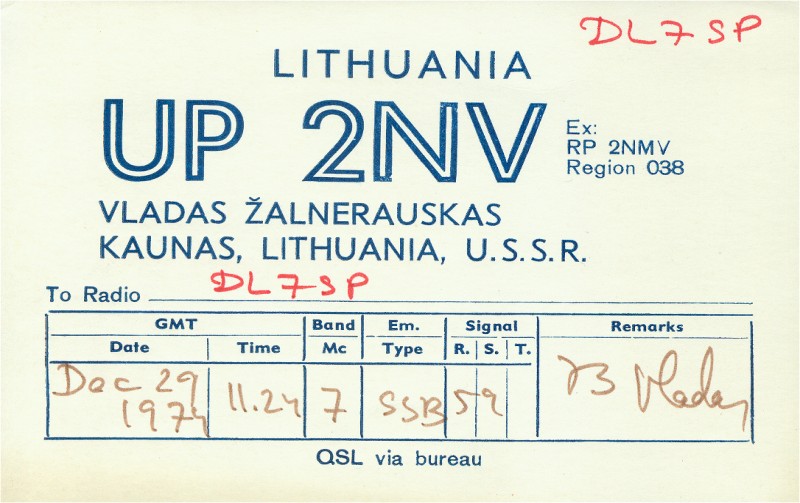 DL7SP
LITHUANIA
UP 2NV
Ex:
RP 2NMV
Region 038
VLADAS ŽALNERAUSKAS
KAUNAS, LITHUANIA, U.S.S.R.
To Radio DL7SP
GMT Band Em. Signal Remarks
Date Time Mc Type R. S. T.
Dec 29 1974 11.24 7 SSB 5 9 73 Vladas
QSL via bureau